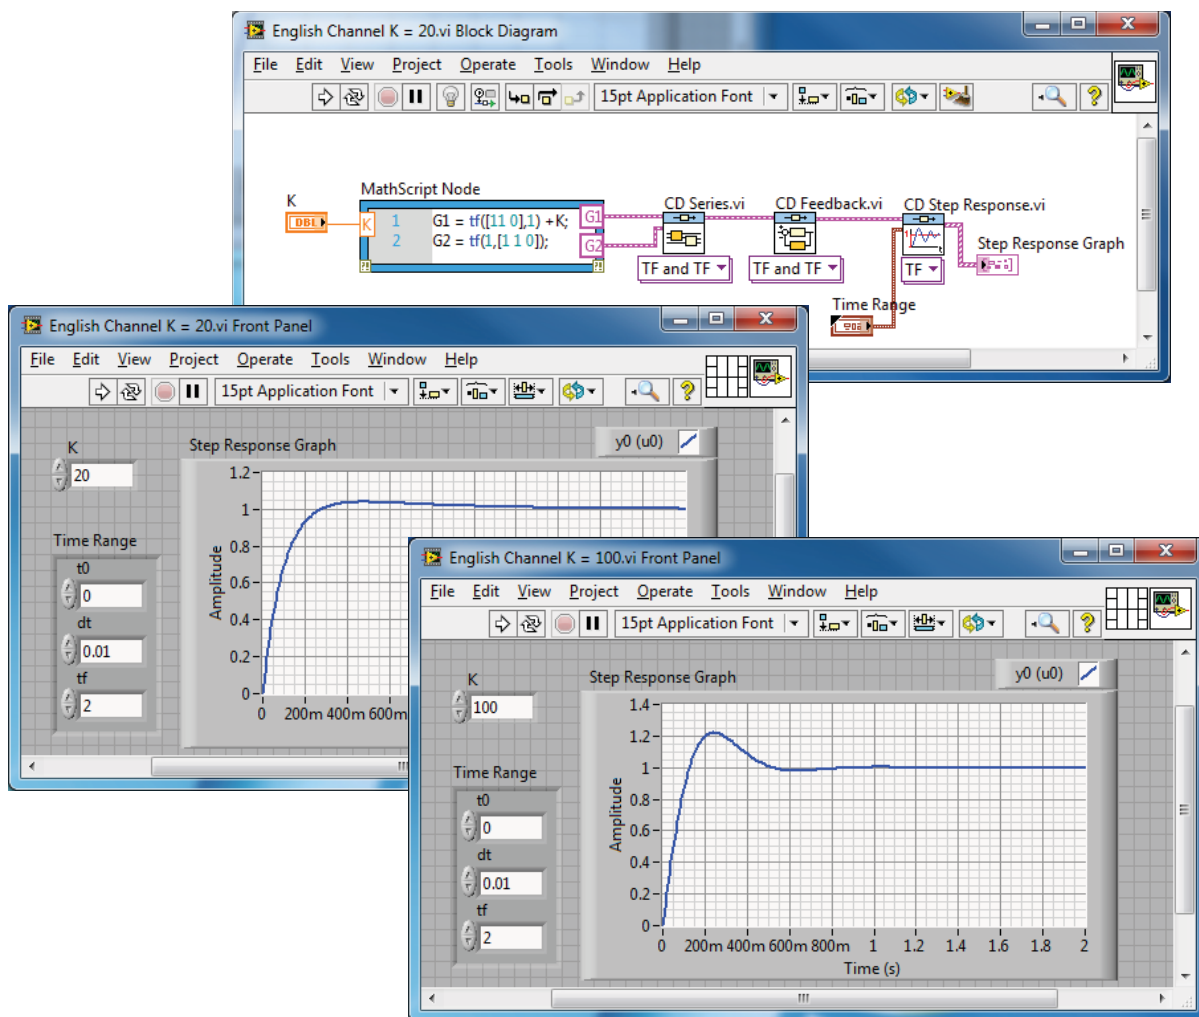 English Channel K = 20.vi Block Diagram
File Edit View Project Operate Tools Window Help
15pt Application Font
K
DBL
MathScript Node
K
1 G1 = tf([11 0],1) +K;
2 G2 = tf(1,[1 1 0]);
G1
G2
CD Series.vi
TF and TF
CD Feedback.vi
TF and TF
CD Step Response.vi
TF
Step Response Graph
Time Range
English Channel K = 20.vi Front Panel
File Edit View Project Operate Tools Window Help
15pt Application Font
K
20
Time Range
t0
0
dt
0.01
tf
2
Step Response Graph
y0 (u0)
Amplitude
1.2
1
0.8
0.6
0.4
0.2
0
0 200m 400m 600m
English Channel K = 100.vi Front Panel
File Edit View Project Operate Tools Window Help
15pt Application Font
K
100
Time Range
t0
0
dt
0.01
tf
2
Step Response Graph
y0 (u0)
Amplitude
1.4
1.2
1
0.8
0.6
0.4
0.2
0
0 200m 400m 600m 800m 1 1.2 1.4 1.6 1.8 2
Time (s)